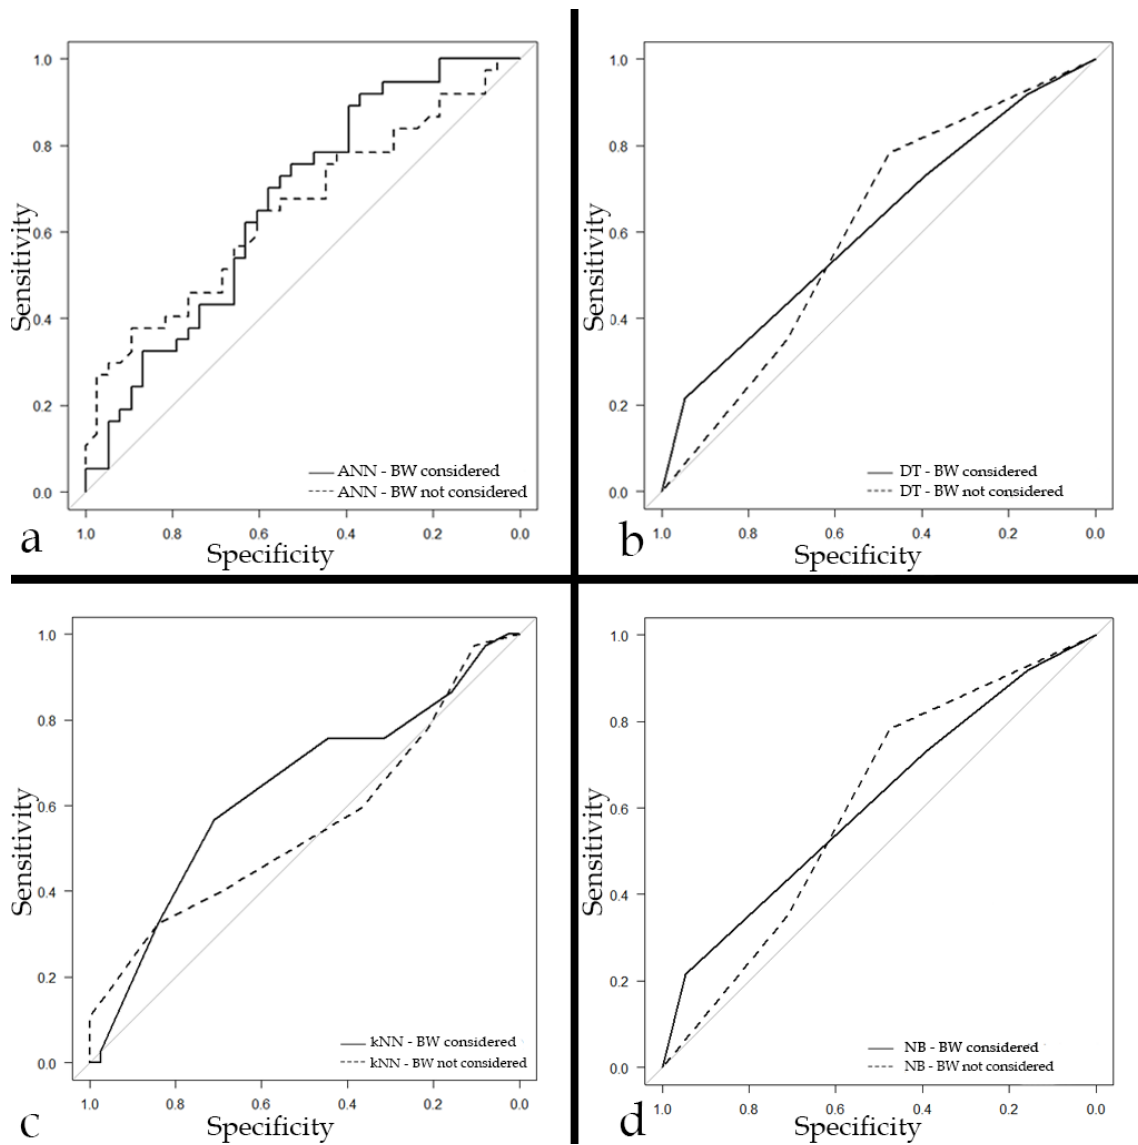 1.0
0.8
0.6
0.4
0.2
0.0
Sensitivity
ANN - BW considered
ANN - BW not considered
1.0 0.8 0.6 0.4 0.2 0.0
Specificity
a
1.0
0.8
0.6
0.4
0.2
0.0
Sensitivity
DT - BW considered
DT - BW not considered
1.0 0.8 0.6 0.4 0.2 0.0
Specificity
b
1.0
0.8
0.6
0.4
0.2
0.0
Sensitivity
kNN - BW considered
kNN - BW not considered
1.0 0.8 0.6 0.4 0.2 0.0
Specificity
c
1.0
0.8
0.6
0.4
0.2
0.0
Sensitivity
NB - BW considered
NB - BW not considered
1.0 0.8 0.6 0.4 0.2 0.0
Specificity
d